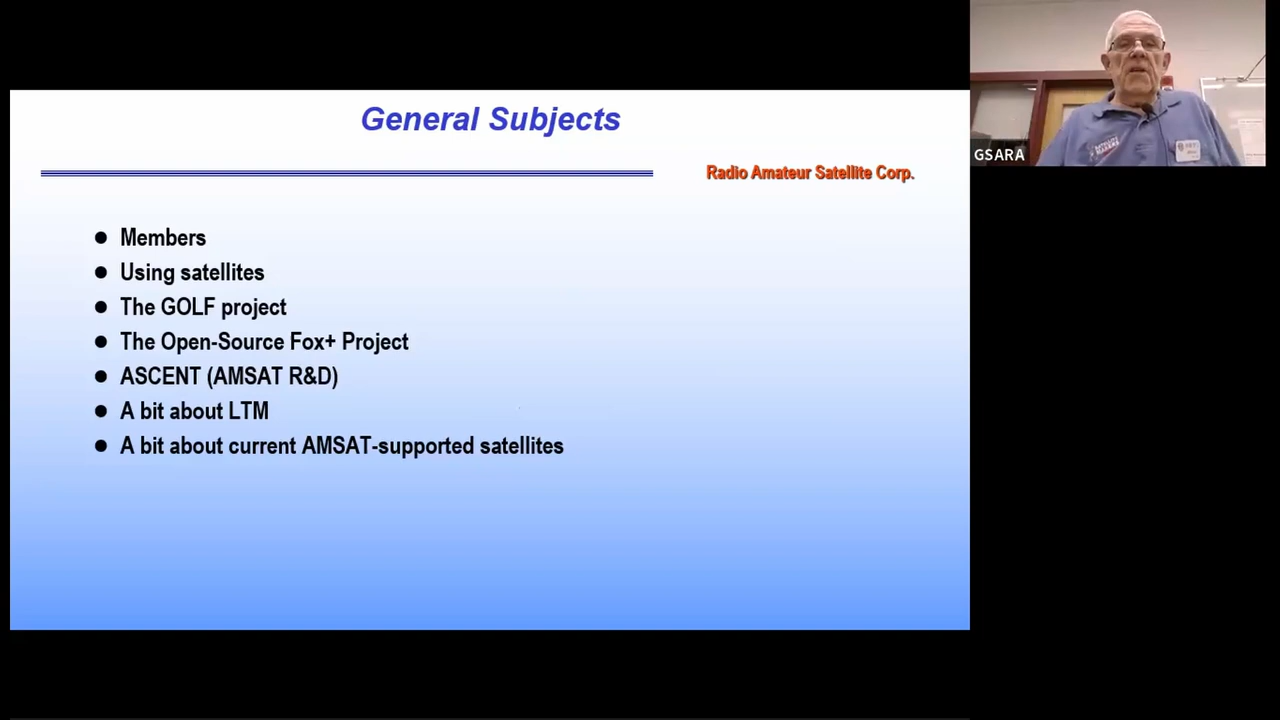 General Subjects
Radio Amateur Satellite Corp.
GSARA
Members
Using satellites
The GOLF project
The Open-Source Fox+ Project
ASCENT (AMSAT R&D)
A bit about LTM
A bit about current AMSAT-supported satellites